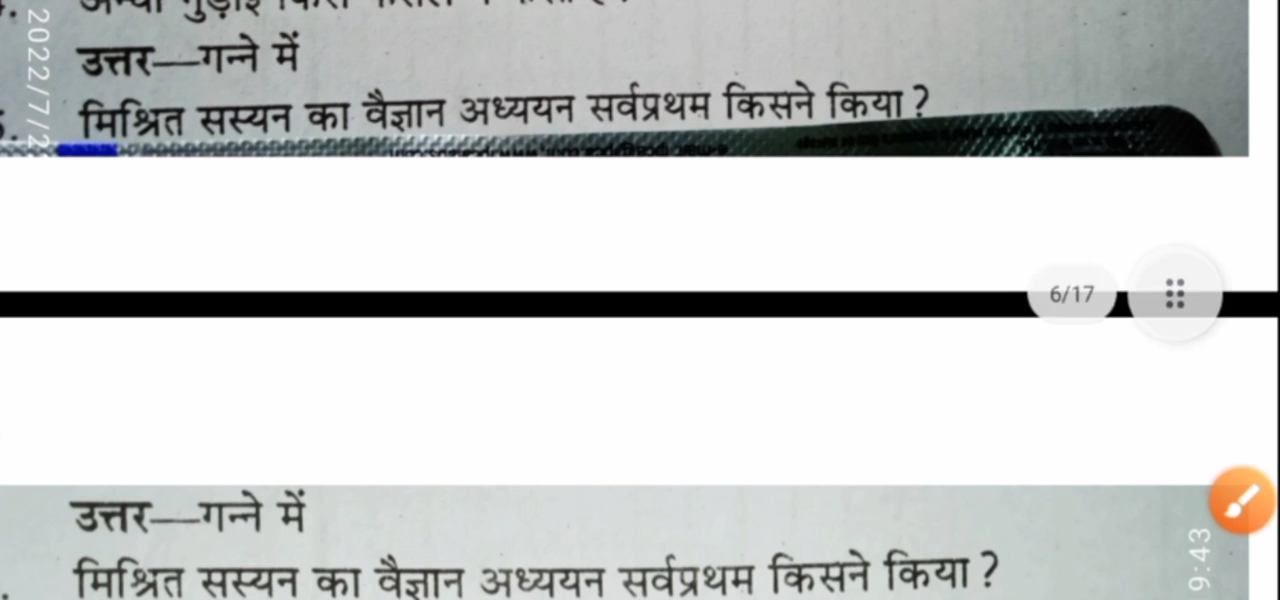 उत्तर—गन्ने में
मिश्रित सस्यन का वैज्ञान अध्ययन सर्वप्रथम किसने किया?
2022/7/2
6/17
उत्तर—गन्ने में
मिश्रित सस्यन का वैज्ञान अध्ययन सर्वप्रथम किसने किया?
9:43